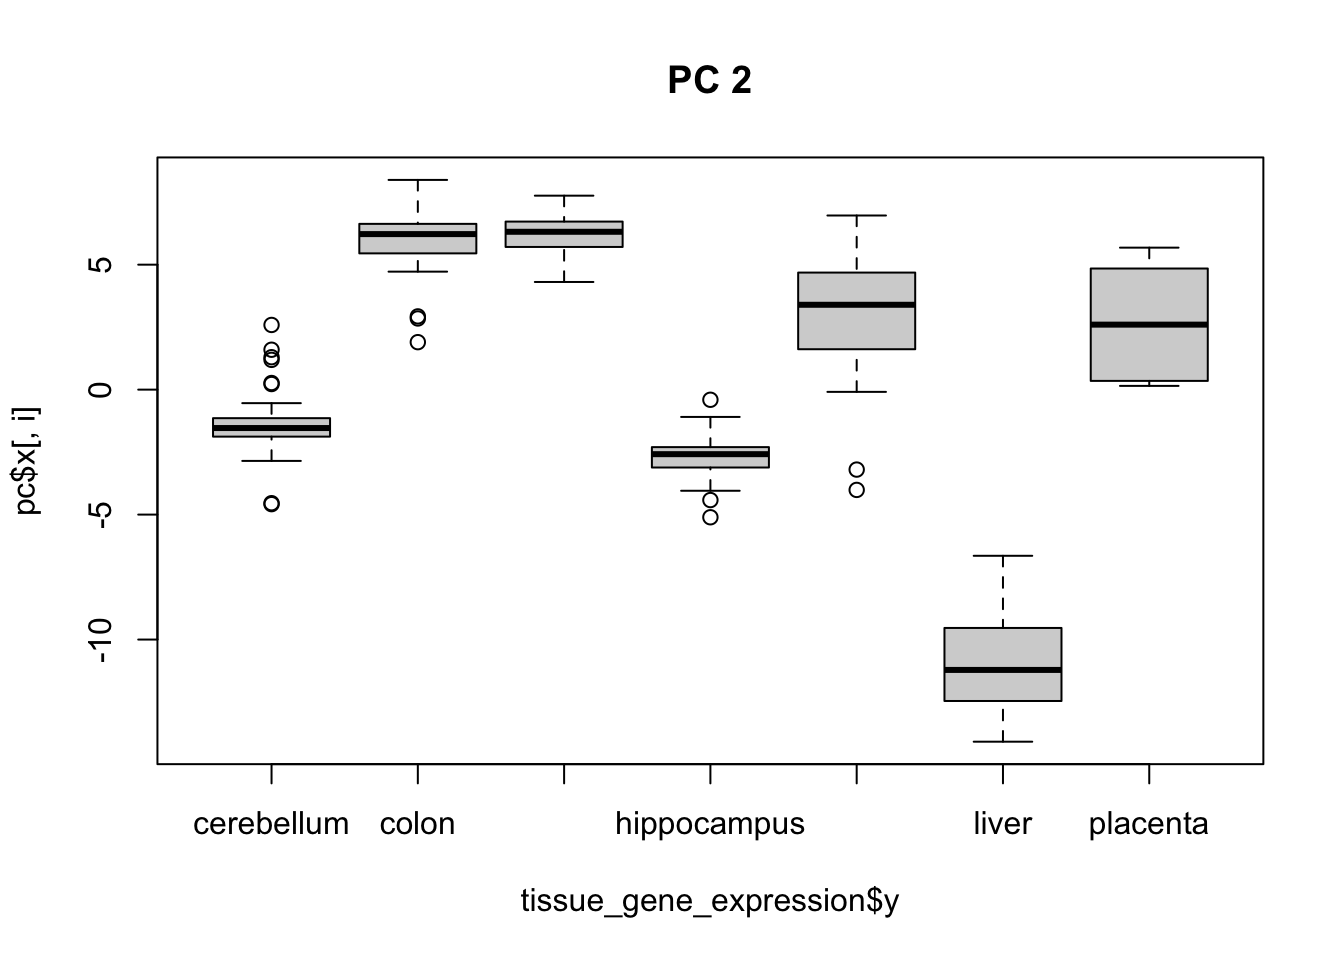 PC 2
pc$x[, i]
5
0
-5
-10
cerebellum colon hippocampus liver placenta
tissue_gene_expression$y